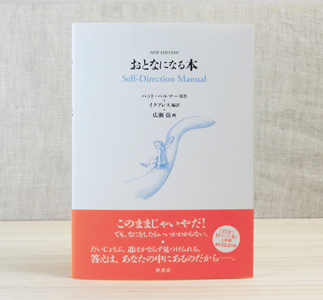 NEW EDITION
おとなになる本
Self-Direction Manual
パット・パルマー 原作
イクプレス 編訳
広瀬 弦 画
このままじゃいやだ!
でも、なにをしたらいいかわからない。
だいじょうぶ、道はかならず見つけられる。
答えは、あなたの中にあるのだから……。
径書房